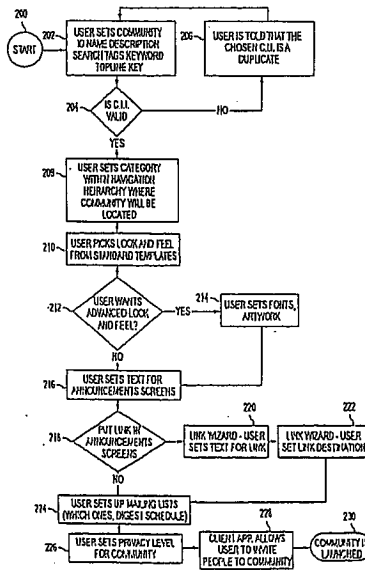 200
START
202
USER SETS COMMUNITY
ID NAME DESCRIPTION
SEARCH TAGS KEYWORD
TOPLINE KEY
206
USER IS TOLD THAT THE
CHOSEN C.U.I. IS A
DUPLICATE
204
IS C.U.I.
VALID
NO
YES
209
USER SETS CATEGORY
WITHIN NAVIGATION
HEIRARCHY WHERE
COMMUNITY WILL BE
LOCATED
210
USER PICKS LOOK AND FEEL
FROM STANDARD TEMPLATES
212
USER WANTS
ADVANCED LOOK
AND FEEL?
YES
214
USER SETS FONTS,
ARTWORK
NO
216
USER SETS TEXT FOR
ANNOUNCEMENTS SCREENS
218
PUT LINK IN
ANNOUNCEMENTS
SCREENS
220
LINK WIZARD - USER
SETS TEXT FOR LINK
222
LINK WIZARD - USER
SET LINK DESTINATION
NO
224
USER SETS UP MAILING LISTS
(WHICH ONES, DIGEST SCHEDULE)
226
USER SETS PRIVACY LEVEL
FOR COMMUNITY
228
CLIENT APP. ALLOWS
USER TO INVITE
PEOPLE TO COMMUNITY
230
COMMUNITY IS
LAUNCHED